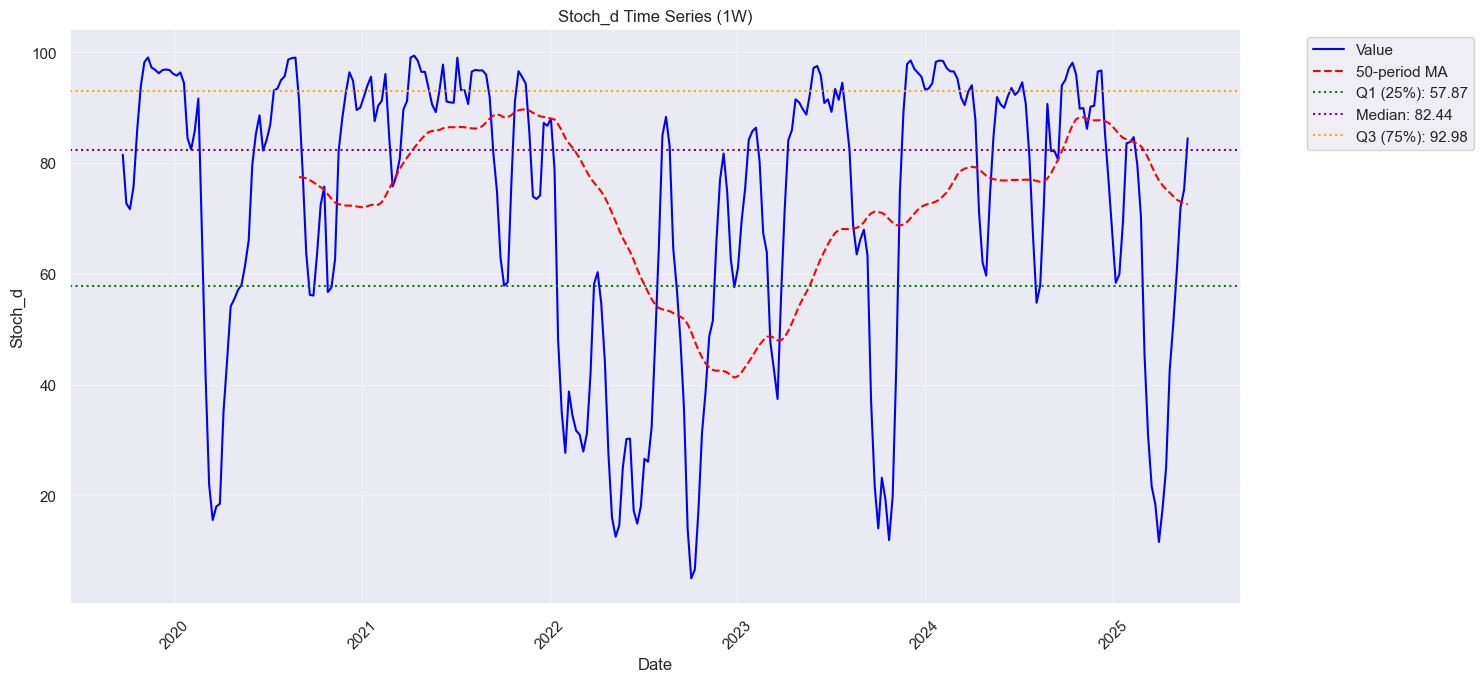 Stoch_d Time Series (1W)
Value
50-period MA
Q1 (25%): 57.87
Median: 82.44
Q3 (75%): 92.98
Stoch_d
100
80
60
40
20
2020
2021
2022
2023
2024
2025
Date